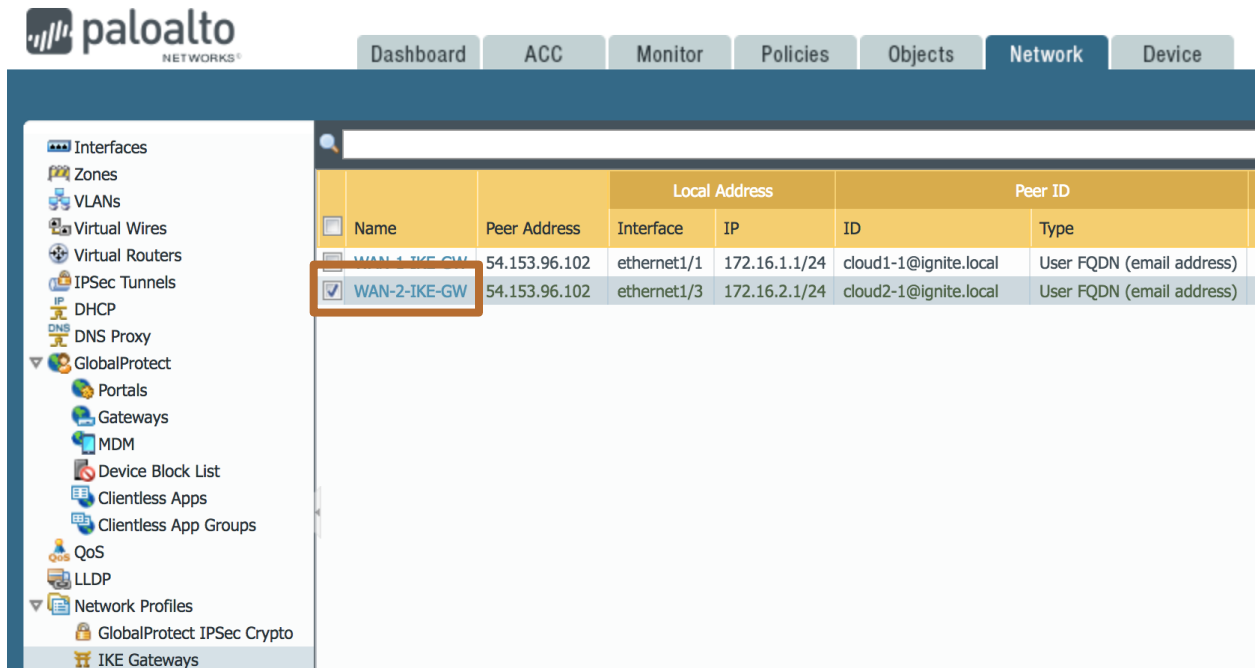 paloalto
NETWORKS®
Dashboard ACC Monitor Policies Objects Network Device
Interfaces
Zones
VLANs
Virtual Wires
Virtual Routers
IPSec Tunnels
IP
DHCP
DNS
DNS Proxy
GlobalProtect
Portals
Gateways
MDM
Device Block List
Clientless Apps
Clientless App Groups
QoS
QoS
LLDP
Network Profiles
GlobalProtect IPSec Crypto
IKE Gateways
Local Address Peer ID
Name Peer Address Interface IP ID Type
WAN-1-IKE-GW 54.153.96.102 ethernet1/1 172.16.1.1/24 cloud1-1@ignite.local User FQDN (email address)
WAN-2-IKE-GW 54.153.96.102 ethernet1/3 172.16.2.1/24 cloud2-1@ignite.local User FQDN (email address)